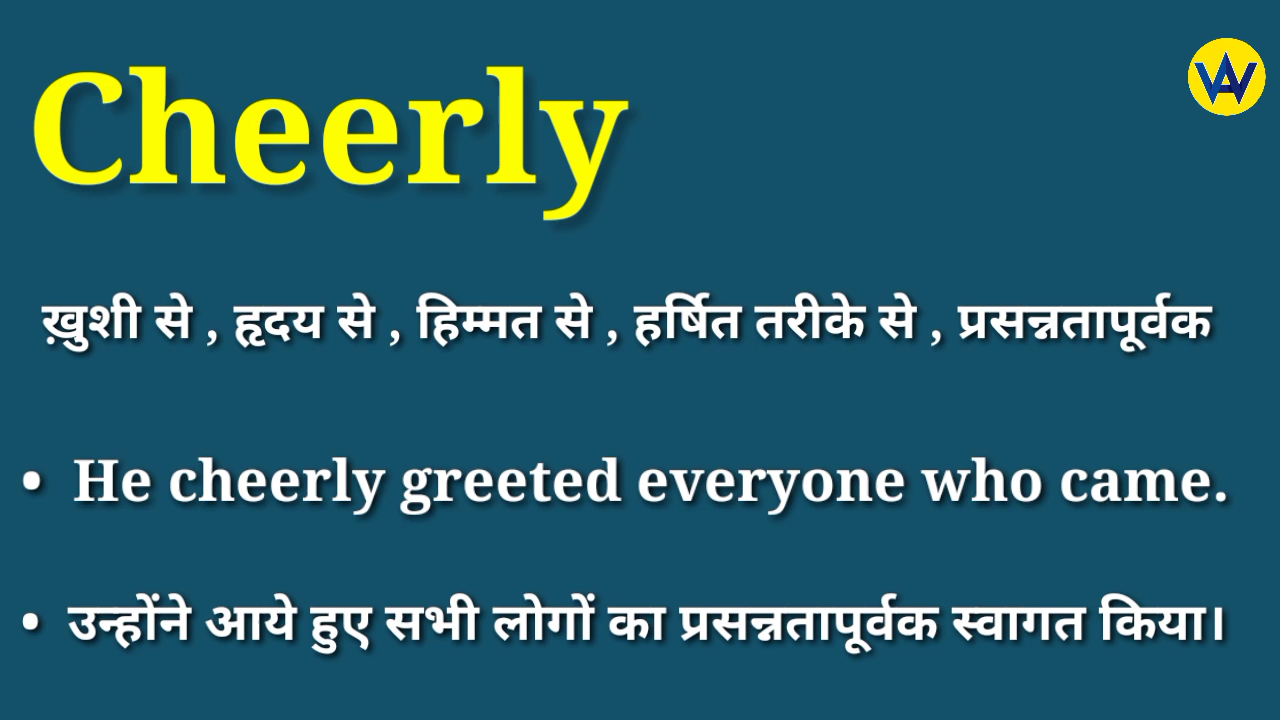 Cheerly
ख़ुशी से , हृदय से , हिम्मत से , हर्षित तरीके से , प्रसन्नतापूर्वक
• He cheerly greeted everyone who came.
• उन्होंने आये हुए सभी लोगों का प्रसन्नतापूर्वक स्वागत किया।